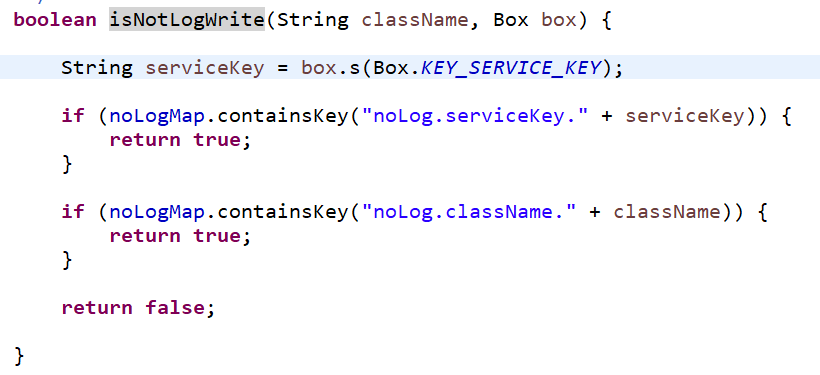 boolean isNotLogWrite(String className, Box box) {
String serviceKey = box.s(Box.KEY_SERVICE_KEY);
if (noLogMap.containsKey("noLog.serviceKey." + serviceKey)) {
return true;
}
if (noLogMap.containsKey("noLog.className." + className)) {
return true;
}
return false;
}